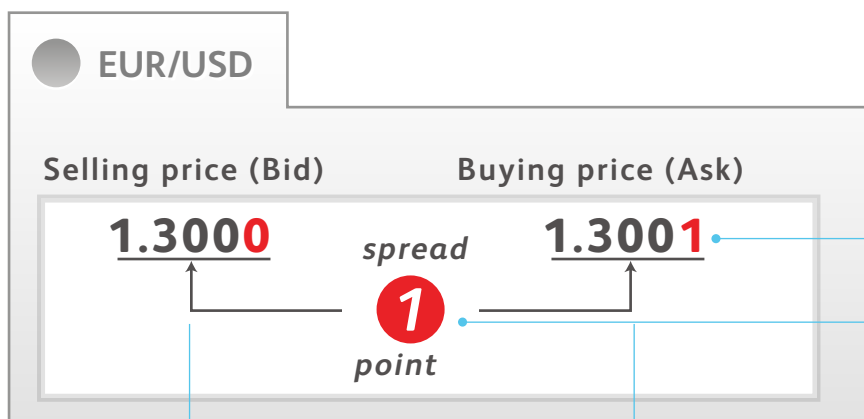 EUR/USD
Selling price (Bid) Buying price (Ask)
1.3000 spread 1.3001
1
point